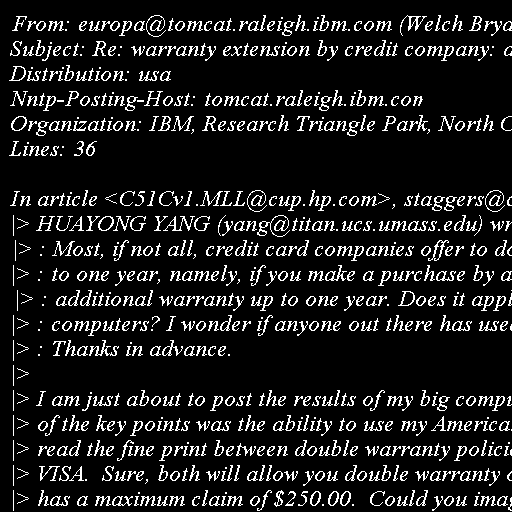 From: europa@tomcat.raleigh.ibm.com (Welch Brya
Subject: Re: warranty extension by credit company: a
Distribution: usa
Nntp-Posting-Host: tomcat.raleigh.ibm.con
Organization: IBM, Research Triangle Park, North C
Lines: 36

In article <C51Cv1.MLL@cup.hp.com>, staggers@c
|> HUAYONG YANG (yang@titan.ucs.umass.edu) wr
|> : Most, if not all, credit card companies offer to do
|> : to one year, namely, if you make a purchase by a
|> : additional warranty up to one year. Does it appl
|> : computers? I wonder if anyone out there has used
|> : Thanks in advance.
|>
|> I am just about to post the results of my big compu
|> of the key points was the ability to use my America
|> read the fine print between double warranty polici
|> VISA.  Sure, both will allow you double warranty o
|> has a maximum claim of $250.00.  Could you imag